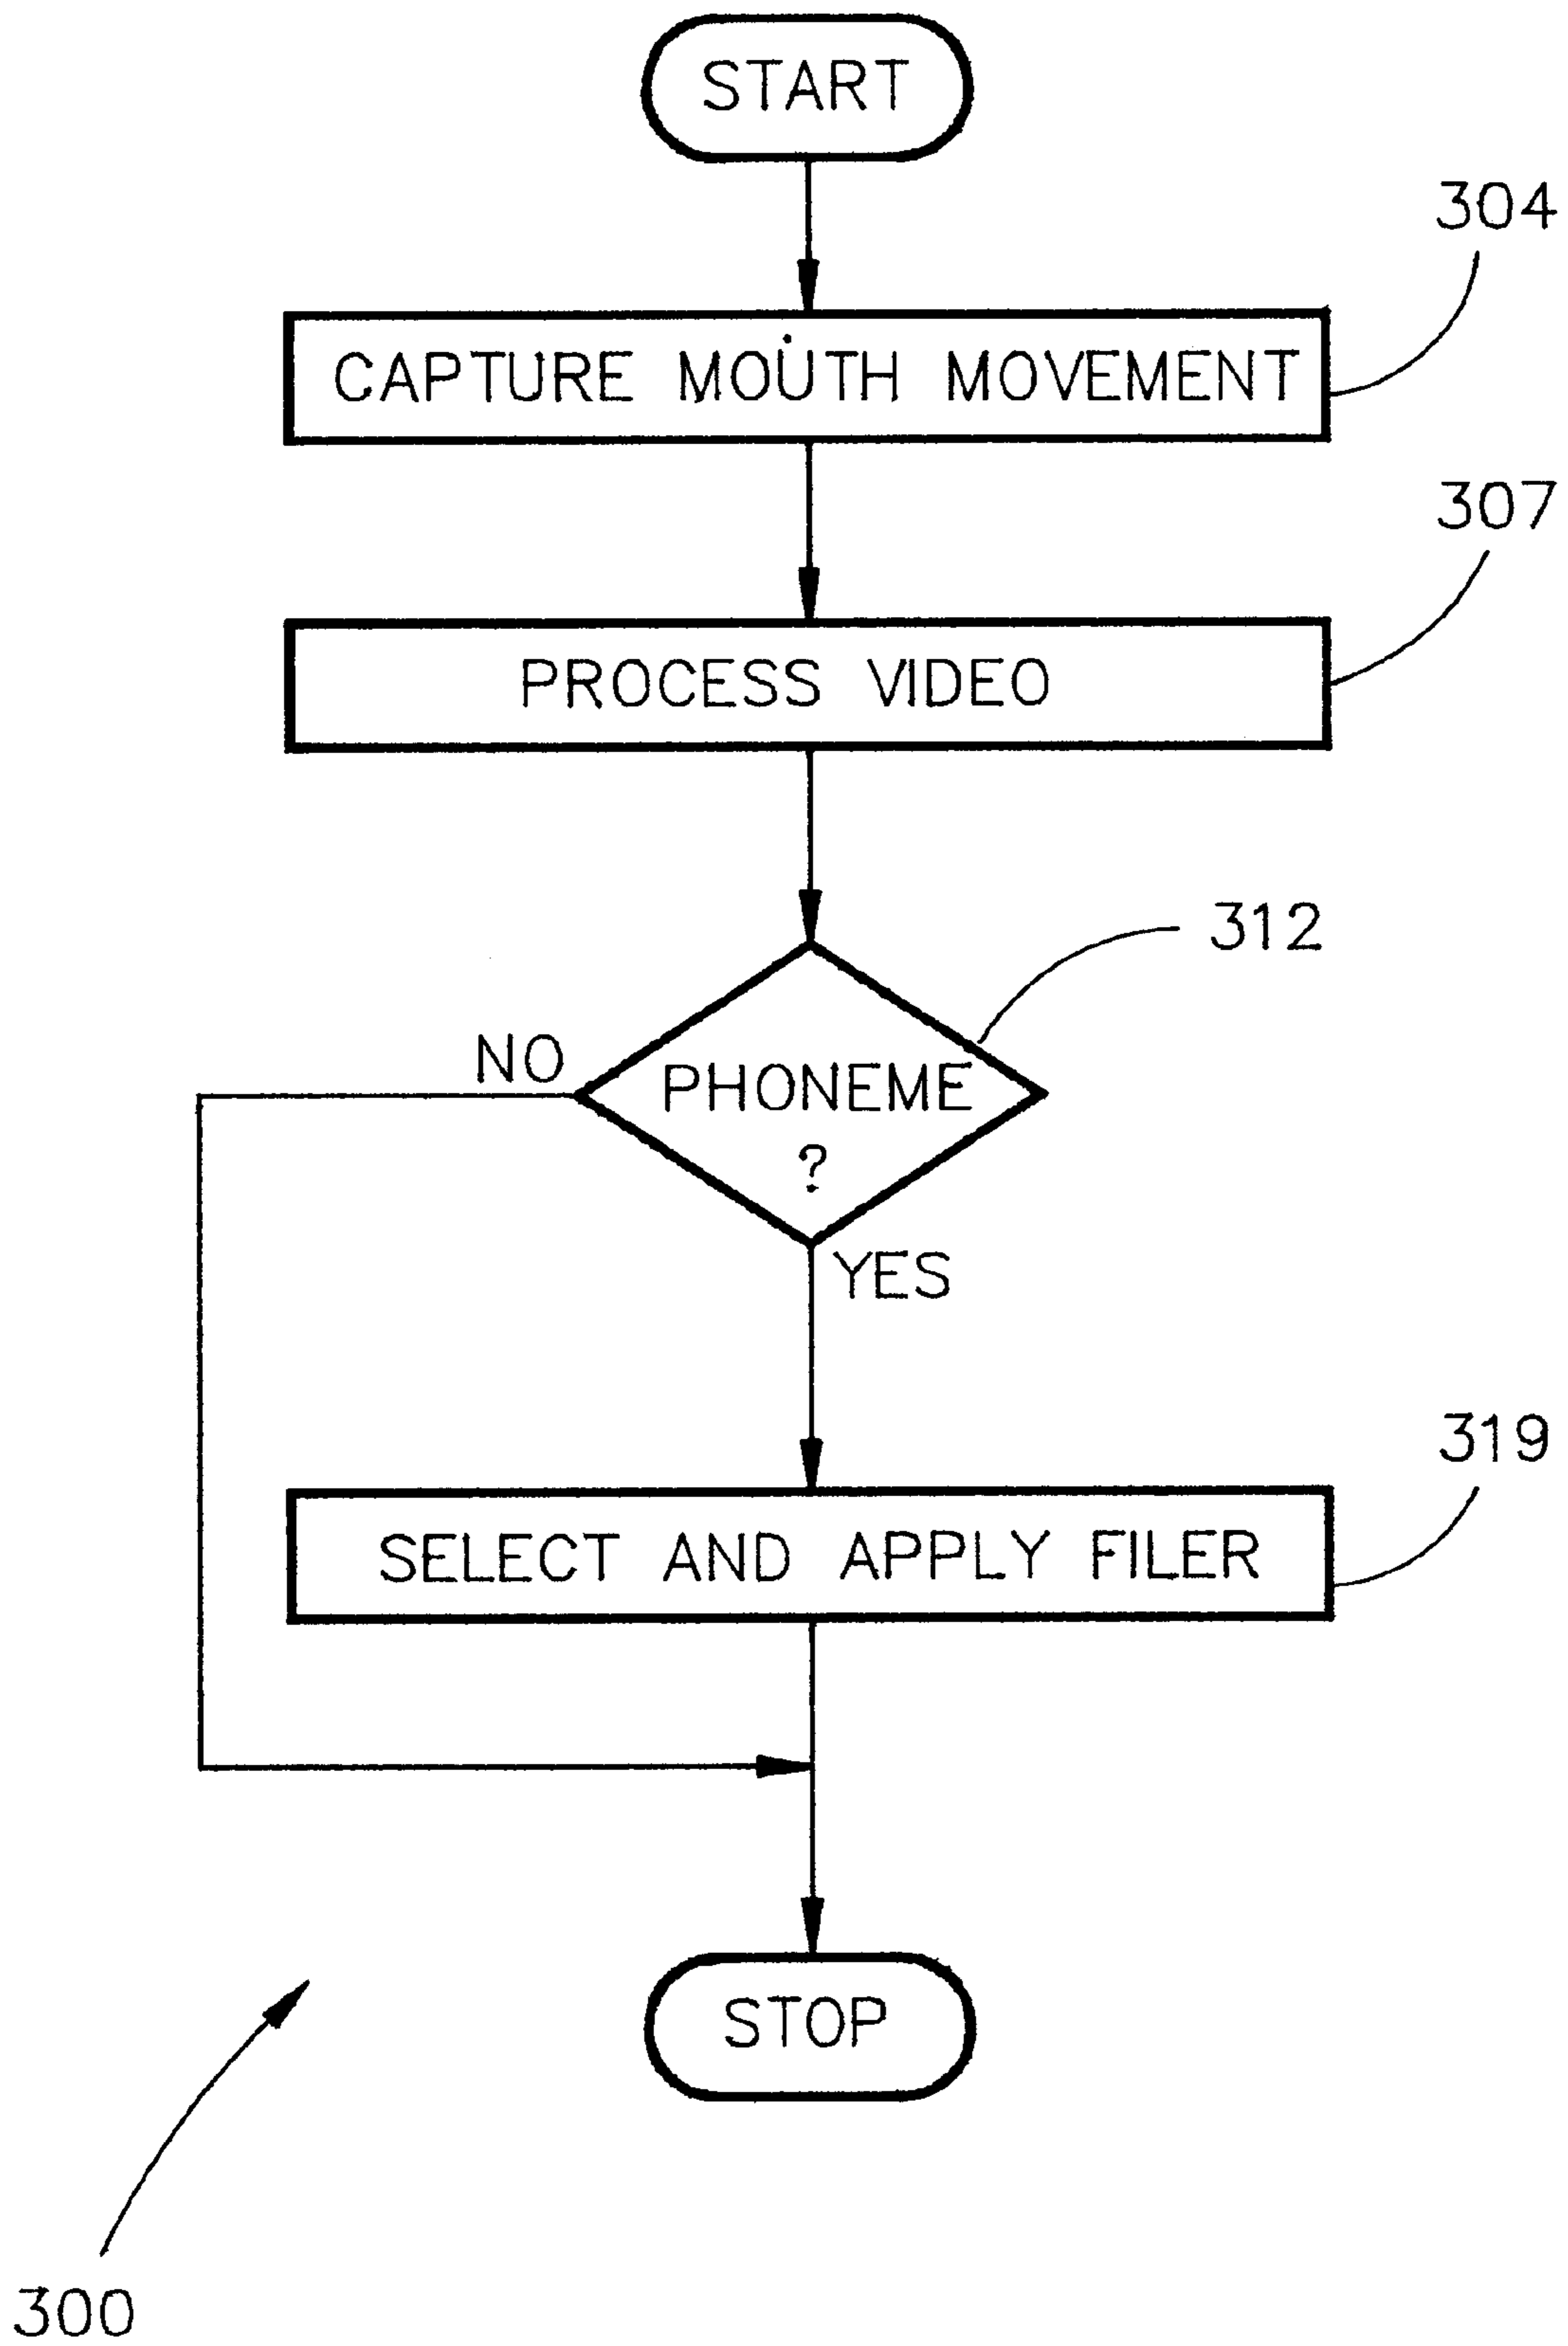 START
304
CAPTURE MOUTH MOVEMENT
307
PROCESS VIDEO
312
NO
PHONEME
?
YES
319
SELECT AND APPLY FILER
STOP
300